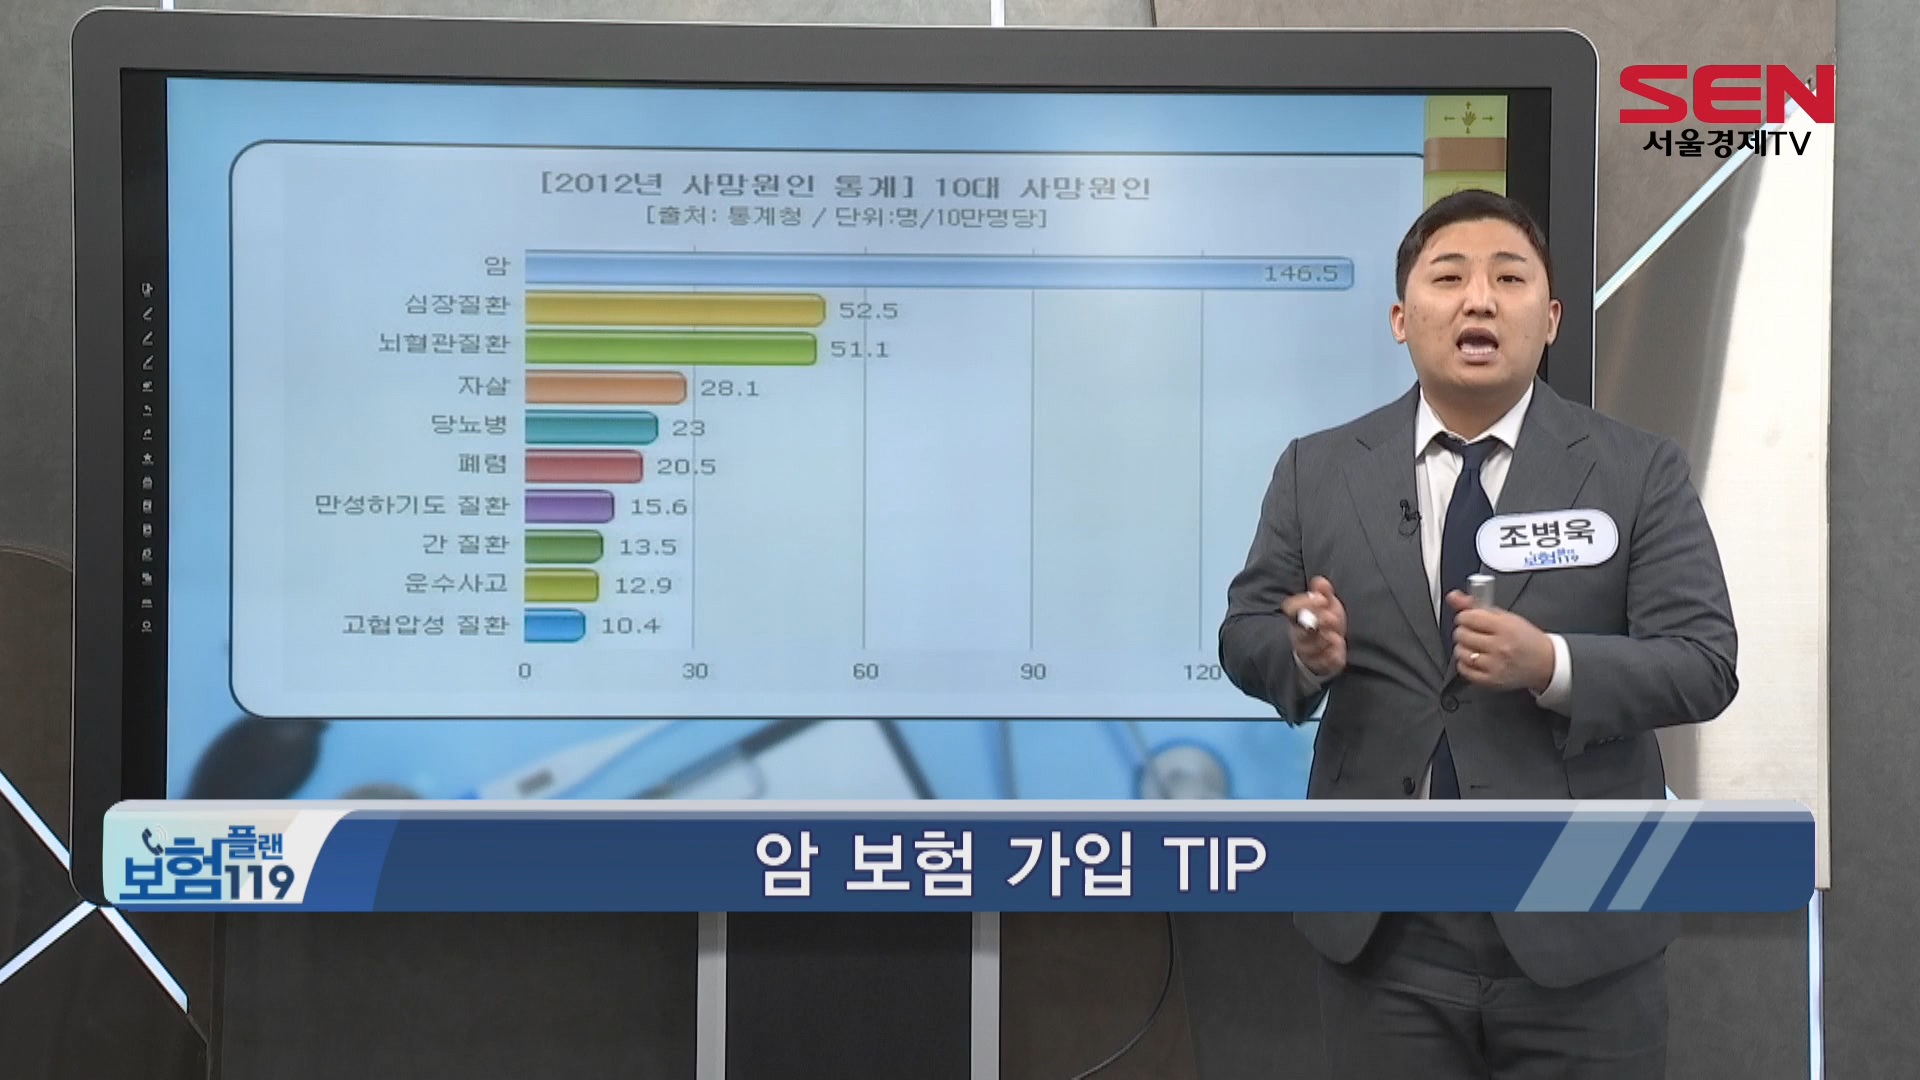 SEN
서울경제TV
[2012년 사망원인 통계] 10대 사망원인
[출처: 통계청 / 단위:명/10만명당]
암 146.5
심장질환 52.5
뇌혈관질환 51.1
자살 28.1
당뇨병 23
폐렴 20.5
만성하기도 질환 15.6
간 질환 13.5
운수사고 12.9
고혈압성 질환 10.4
0 30 60 90 120
조병욱
보험플랜119
보험플랜119
암 보험 가입 TIP